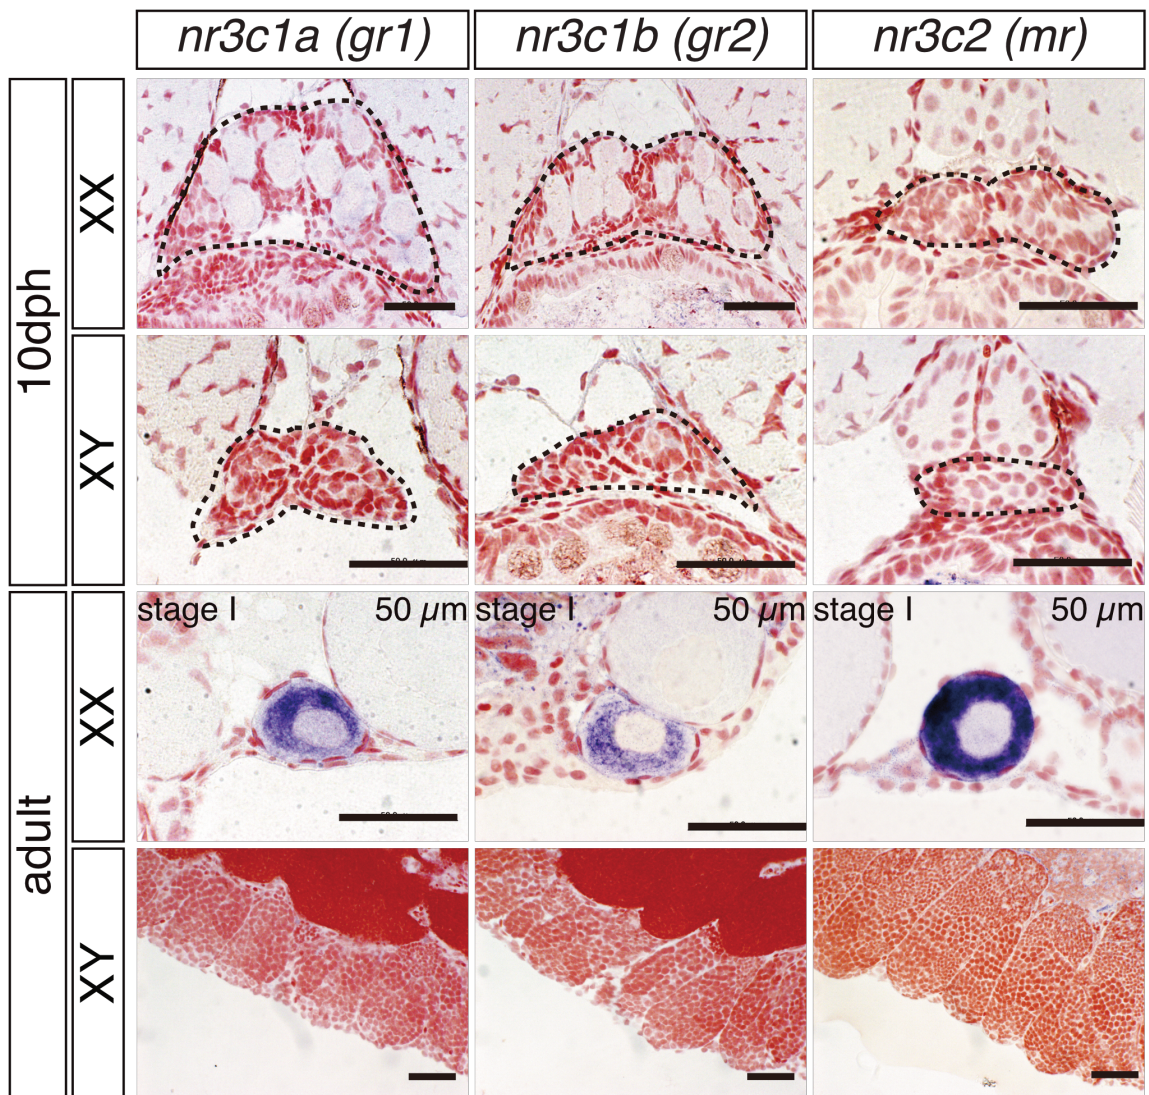 nr3c1a (gr1) nr3c1b (gr2) nr3c2 (mr)
10dph
XX
XY
adult
XX
stage I 50 µm stage I 50 µm stage I 50 µm
XY